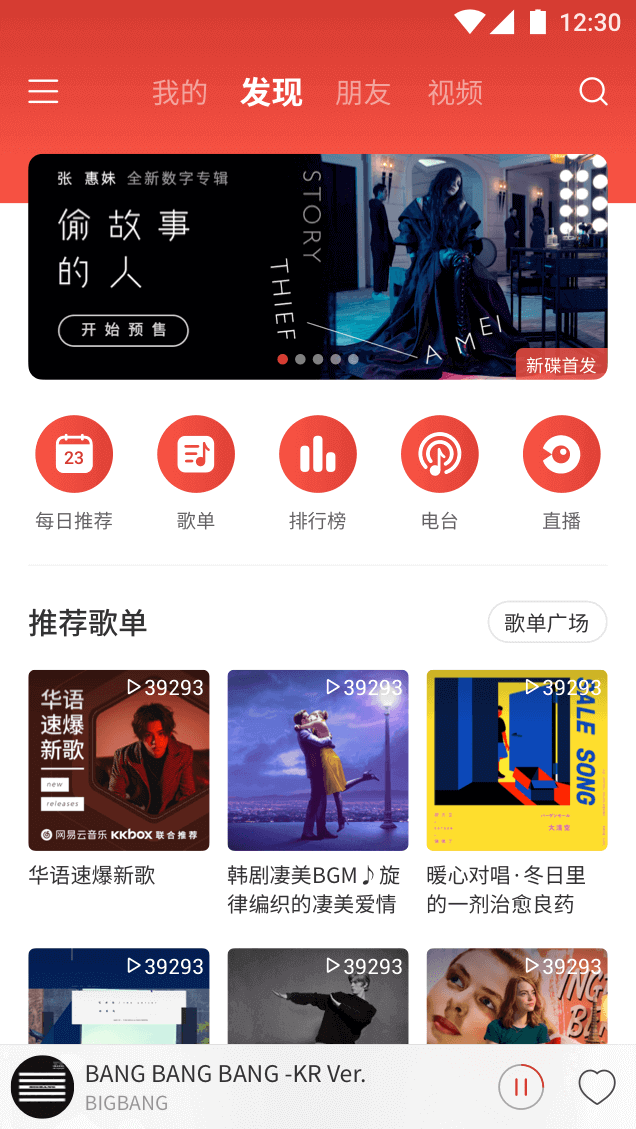 12:30
我的 发现 朋友 视频
张 惠妹 全新数字专辑
偷故事
的人
开始预售
STORY
THIEF
A MEI
新碟首发
23
每日推荐 歌单 排行榜 电台 直播
推荐歌单 歌单广场
39293 39293 39293
华语
速爆
新歌
new
releases
网易云音乐 KKBOX 联合推荐
SALE SONG
华语速爆新歌
韩剧凄美BGM♪旋
律编织的凄美爱情
暖心对唱·冬日里
的一剂治愈良药
39293 39293 39293
BANG BANG BANG -KR Ver.
BIGBANG